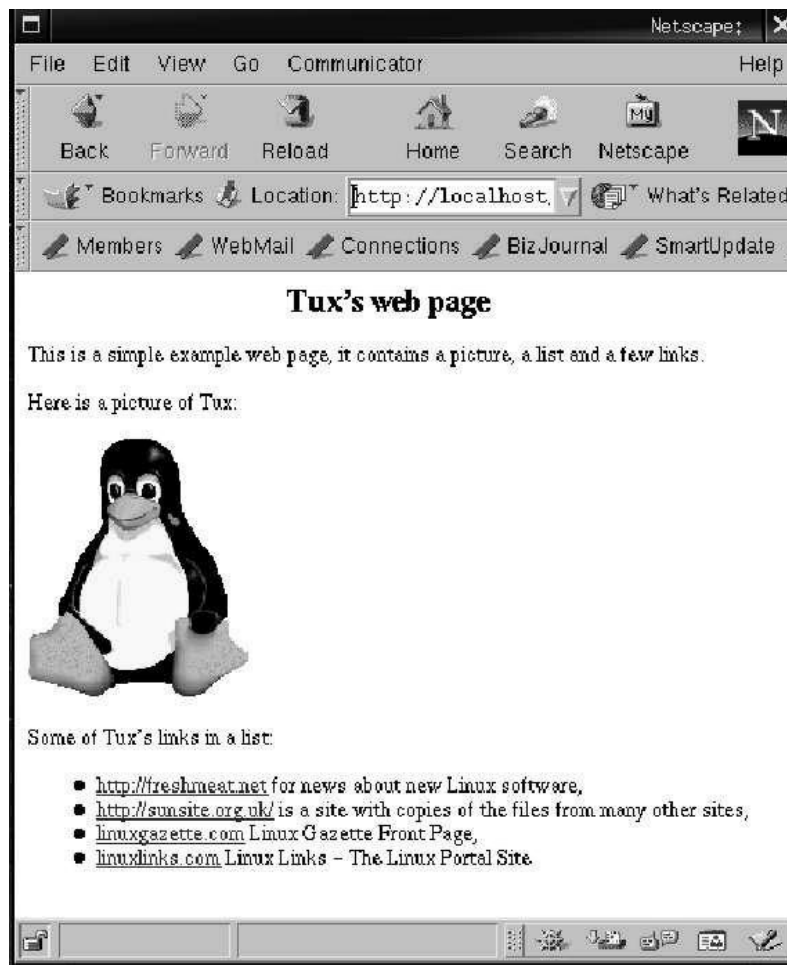 Netscape:
File Edit View Go Communicator Help
My N
Back Forward Reload Home Search Netscape
Bookmarks Location: http://localhost, What's Related
Members WebMail Connections BizJournal SmartUpdate
Tux's web page
This is a simple example web page, it contains a picture, a list and a few links.
Here is a picture of Tux:
Some of Tux's links in a list:
http://freshmeat.net for news about new Linux software,
http://sunsite.org.uk/ is a site with copies of the files from many other sites,
linuxgazette.com Linux Gazette Front Page,
linuxlinks.com Linux Links - The Linux Portal Site